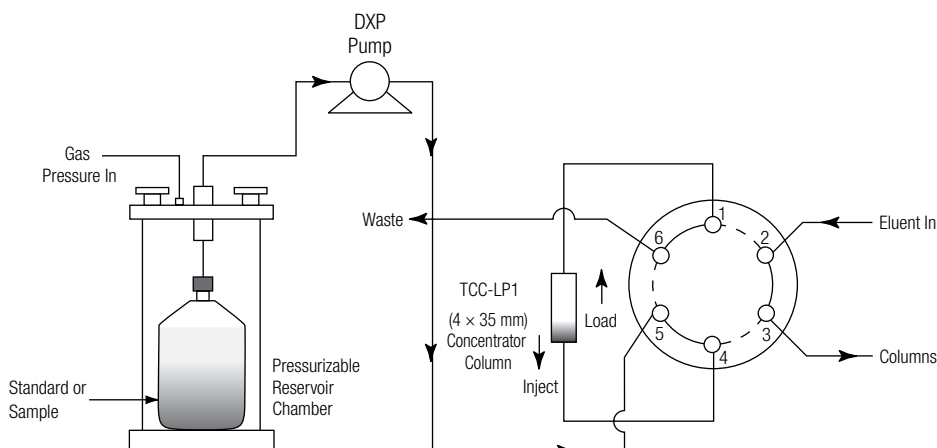 DXP
Pump
Gas
Pressure In
Waste
1
6
2
Eluent In
TCC-LP1
(4 × 35 mm)
Concentrator
Column
Load
Inject
5
3
4
Columns
Standard or
Sample
Pressurizable
Reservoir
Chamber